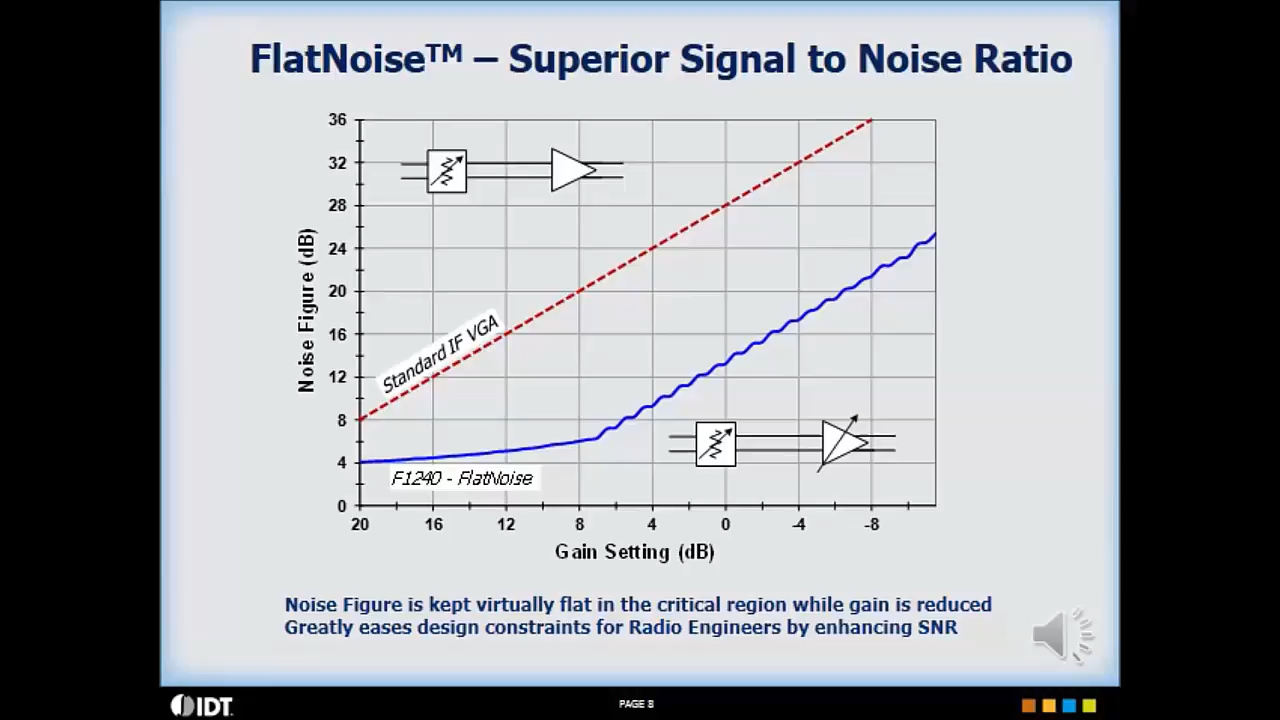 FlatNoise™ – Superior Signal to Noise Ratio
36
32
28
24
20
16
12
8
4
0
Noise Figure (dB)
Standard IF VGA
F1240 - FlatNoise
20 16 12 8 4 0 -4 -8
Gain Setting (dB)
Noise Figure is kept virtually flat in the critical region while gain is reduced
Greatly eases design constraints for Radio Engineers by enhancing SNR
IDT.
PAGE 8